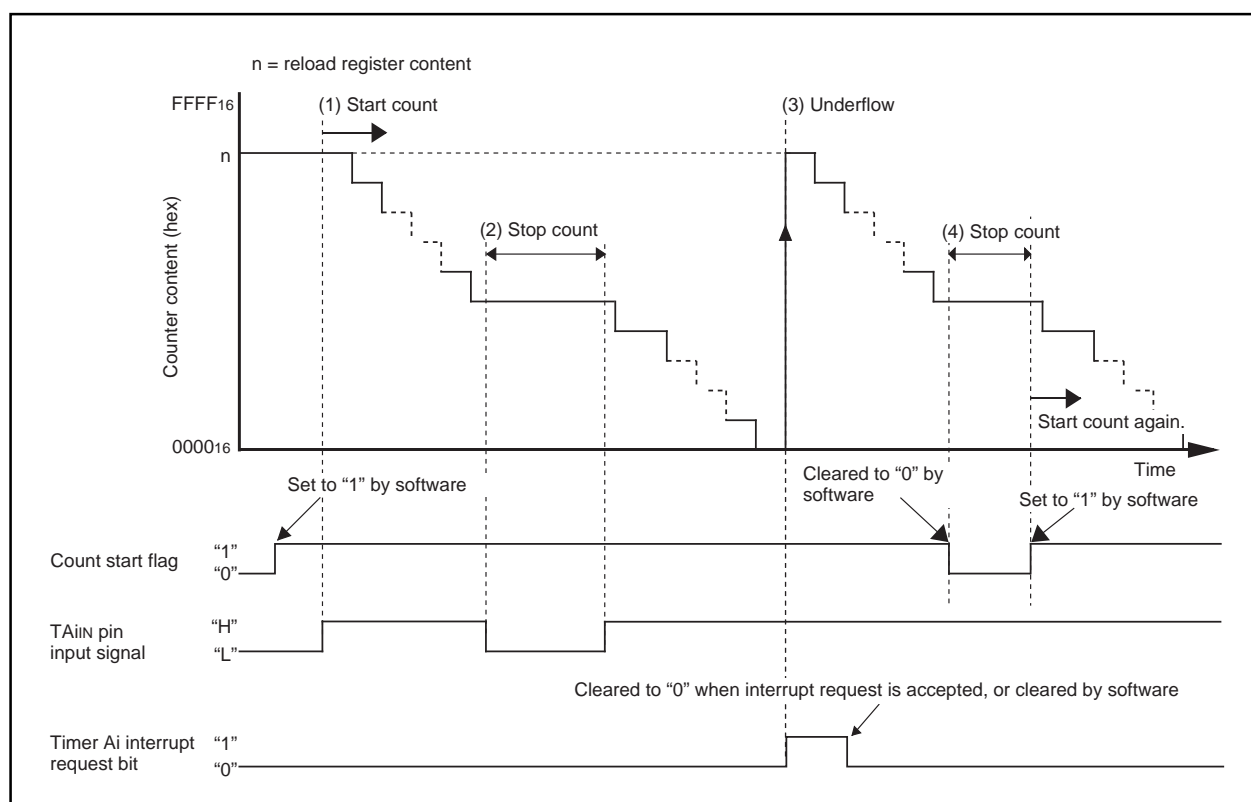 n = reload register content
FFFF16
(1) Start count
(3) Underflow
n
Counter content (hex)
(2) Stop count
(4) Stop count
Start count again.
000016
Time
Set to “1” by software
Cleared to “0” by
software
Set to “1” by software
Count start flag
“1”
“0”
TAiIN pin
input signal
“H”
“L”
Cleared to “0” when interrupt request is accepted, or cleared by software
Timer Ai interrupt
request bit
“1”
“0”